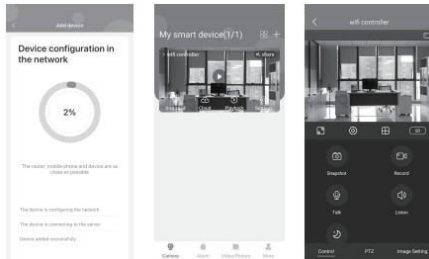 Add device
Device configuration in
the network
2%
The router, mobile phone and device are as
close as possible
The device is configuring the network
The device is connecting to the server
Device added successfully
My smart device(1/1)
wifi controller
share
Cloud
Playback
Camera
Alarm
Video/Picture
More
wifi controller
Snapshot
Record
Talk
Listen
Control
PTZ
Image Setting